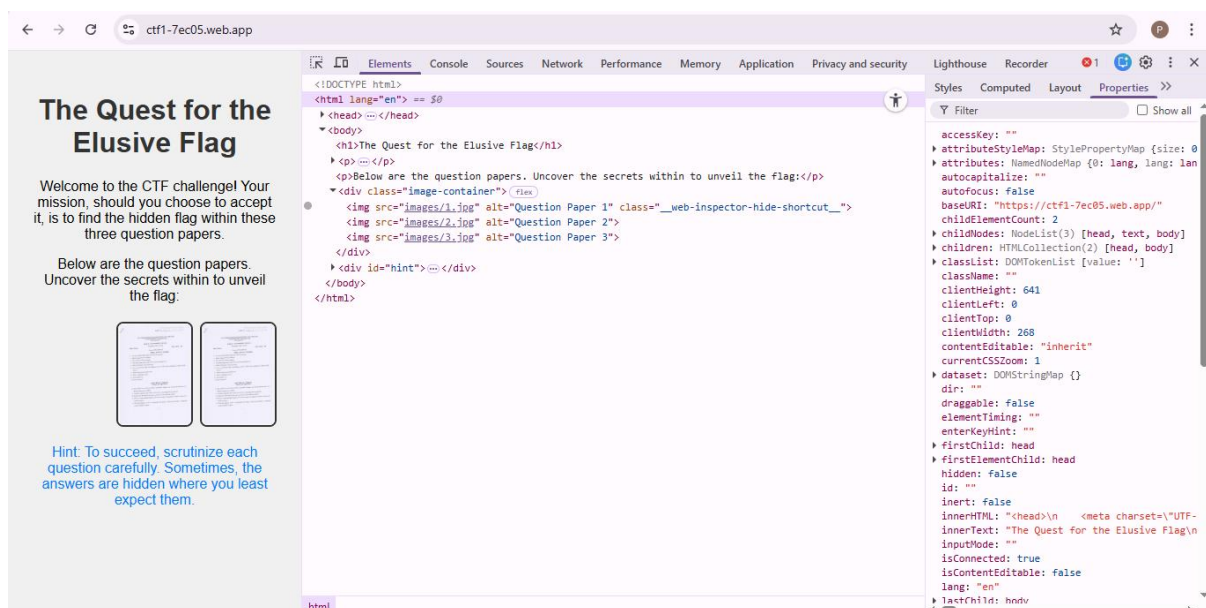 ctf1-7ec05.web.app
P
The Quest for the
Elusive Flag
Welcome to the CTF challenge! Your
mission, should you choose to accept
it, is to find the hidden flag within these
three question papers.
Below are the question papers.
Uncover the secrets within to unveil
the flag:
Hint: To succeed, scrutinize each
question carefully. Sometimes, the
answers are hidden where you least
expect them.
Elements Console Sources Network Performance Memory Application Privacy and security Lighthouse Recorder 1
<!DOCTYPE html>
<html lang="en"> == $0
<head> … </head>
<body>
<h1>The Quest for the Elusive Flag</h1>
<p> … </p>
<p>Below are the question papers. Uncover the secrets within to unveil the flag:</p>
<div class="image-container"> flex
<img src="images/1.jpg" alt="Question Paper 1" class="__web-inspector-hide-shortcut__">
<img src="images/2.jpg" alt="Question Paper 2">
<img src="images/3.jpg" alt="Question Paper 3">
</div>
<div id="hint"> … </div>
</body>
</html>
html
Styles Computed Layout Properties >>
Filter Show all
accessKey: ""
attributeStyleMap: StylePropertyMap {size: 0
attributes: NamedNodeMap {0: lang, lang: lan
autocapitalize: ""
autofocus: false
baseURI: "https://ctf1-7ec05.web.app/"
childElementCount: 2
childNodes: NodeList(3) [head, text, body]
children: HTMLCollection(2) [head, body]
classList: DOMTokenList [value: '']
className: ""
clientHeight: 641
clientLeft: 0
clientTop: 0
clientWidth: 268
contentEditable: "inherit"
currentCSSZoom: 1
dataset: DOMStringMap {}
dir: ""
draggable: false
elementTiming: ""
enterKeyHint: ""
firstChild: head
firstElementChild: head
hidden: false
id: ""
inert: false
innerHTML: "<head>\n    <meta charset=\"UTF-
innerText: "The Quest for the Elusive Flag\n
inputMode: ""
isConnected: true
isContentEditable: false
lang: "en"
lastChild: body